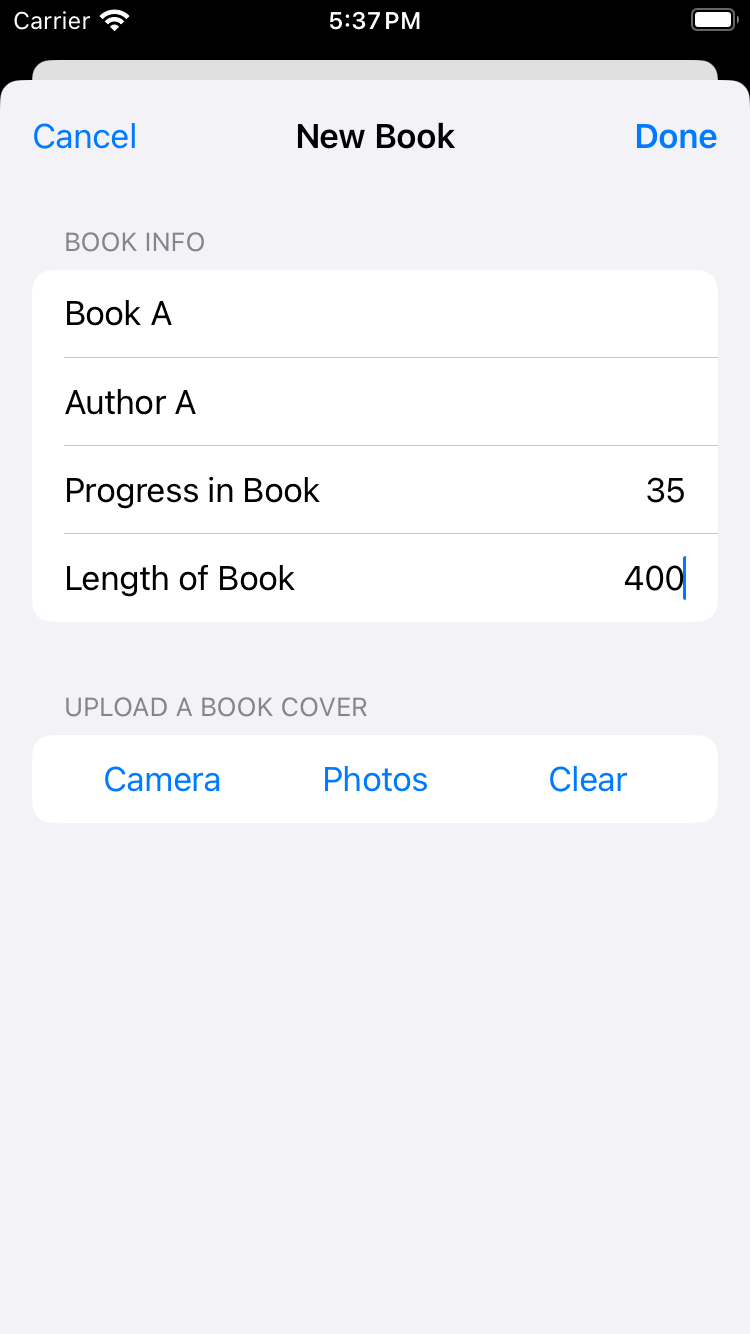 Carrier 5:37 PM
Cancel New Book Done
BOOK INFO
Book A
Author A
Progress in Book 35
Length of Book 400
UPLOAD A BOOK COVER
Camera Photos Clear